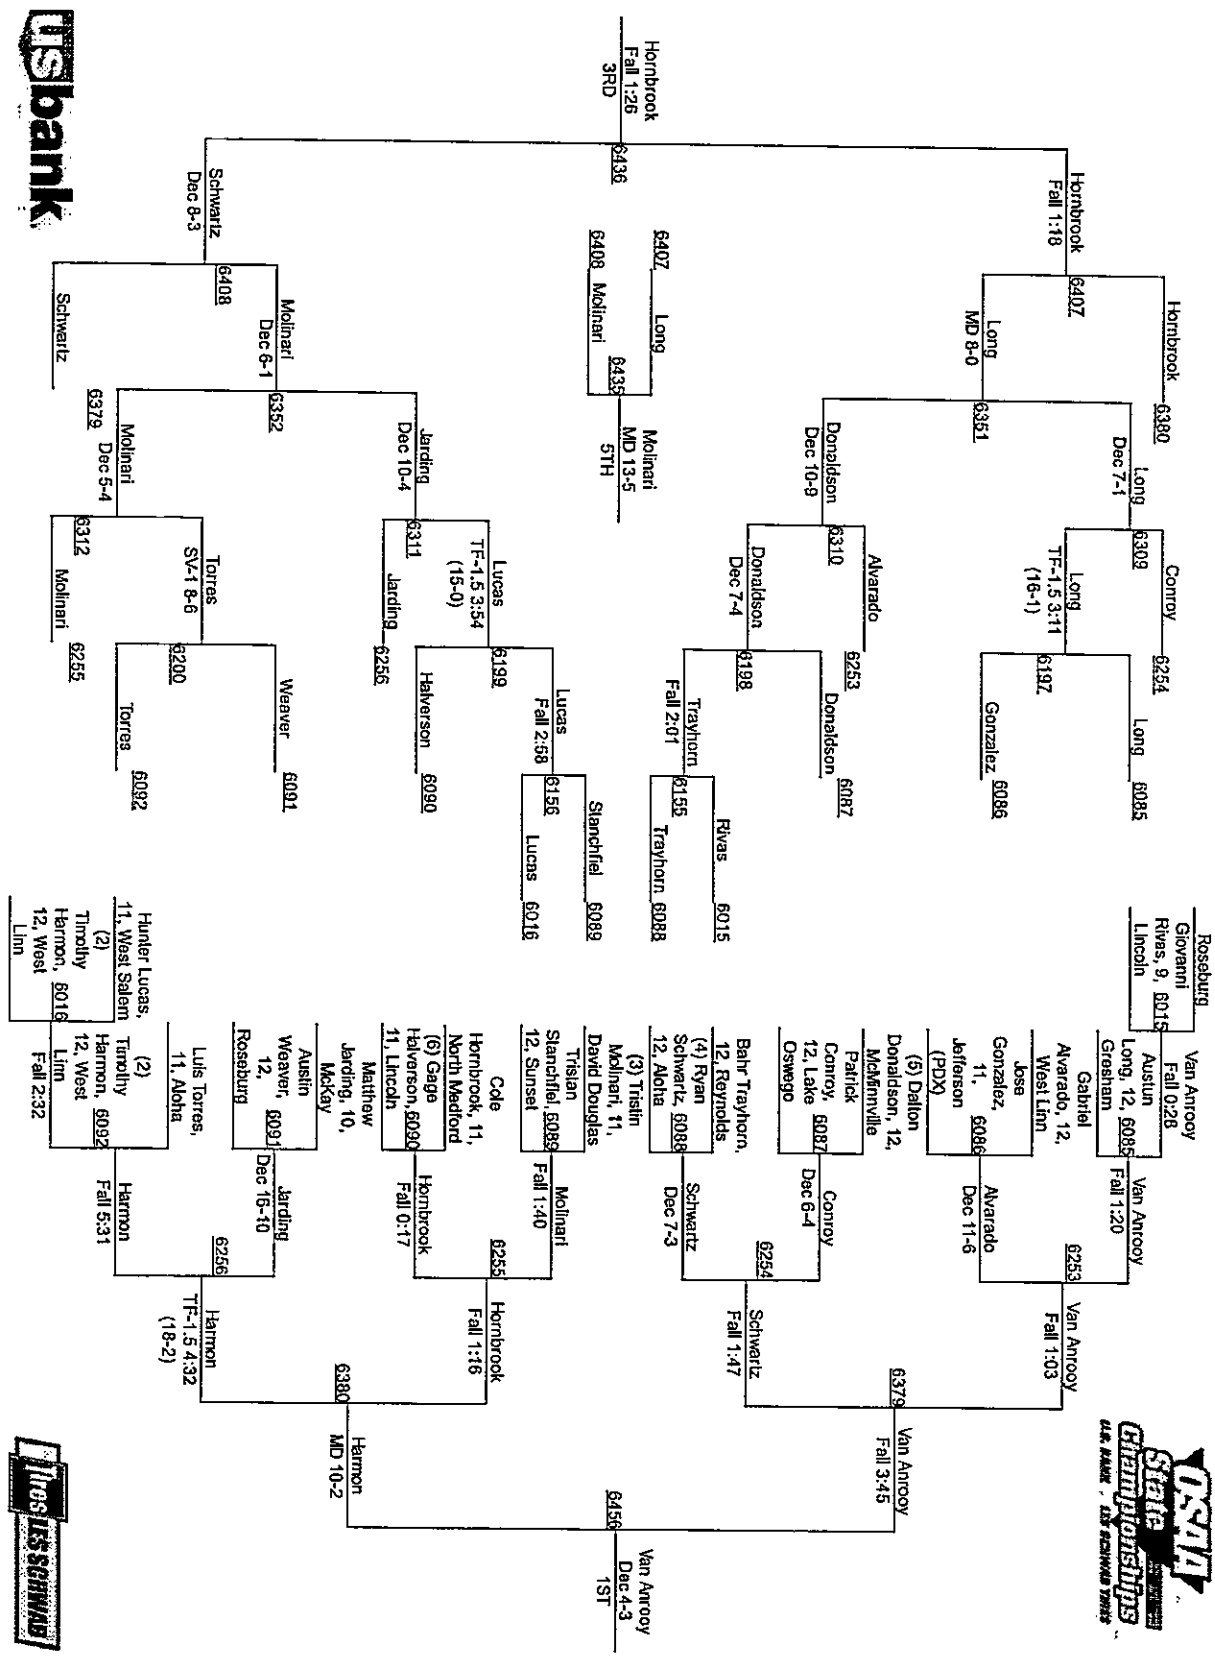 OSAA
State
Championships
U.S. BANK , LES SCHWAB TIRES
Roseburg
Giovanni
Rivas, 9,
Lincoln
6015
Van Anrooy
Fall 0:28
Austun
Long, 12,
Gresham
6085
Van Anrooy
Fall 1:20
Gabriel
Alvarado, 12,
West Linn
Jose
Gonzalez,
11,
Jefferson
(PDX)
6086
Alvarado
Dec 11-6
6253
Van Anrooy
Fall 1:03
(5) Dalton
Donaldson, 12,
McMinnville
Patrick
Conroy,
12, Lake
Oswego
6087
Conroy
Dec 6-4
Bahr Trayhorn,
12, Reynolds
(4) Ryan
Schwartz,
12, Aloha
6088
Schwartz
Dec 7-3
6254
Schwartz
Fall 1:47
6379
Van Anrooy
Fall 3:45
(3) Tristin
Molinari, 11,
David Douglas
Tristan
Stanchfiel,
12, Sunset
6089
Molinari
Fall 1:40
Cole
Hornbrook, 11,
North Medford
(6) Gage
Halverson,
11, Lincoln
6090
Hornbrook
Fall 0:17
6255
Hornbrook
Fall 1:16
Mathew
Jarding, 10,
McKay
Austin
Weaver,
12,
Roseburg
6091
Jarding
Dec 16-10
Luis Torres,
11, Aloha
(2)
Timothy
Harmon,
12, West
Linn
6092
Fall 2:32
Hunter Lucas,
11, West Salem
(2)
Timothy
Harmon,
12, West
Linn
6016
Harmon
Fall 5:31
6256
Harmon
TF-1.5 4:32
(18-2)
6380
Harmon
MD 10-2
6456
Van Anrooy
Dec 4-3
1ST
Hornbrook
Fall 1:26
3RD
6436
Hornbrook
Fall 1:18
6407
Hornbrook
6380
Long
MD 8-0
6351
Long
Dec 7-1
6309
Conroy
6254
Long
TF-1.5 3:11
(16-1)
6197
Long
6085
Gonzalez
6086
Donaldson
Dec 10-9
6310
Alvarado
6253
Donaldson
Dec 7-4
6198
Donaldson
6087
Trayhorn
Fall 2:01
6155
Rivas
6015
Trayhorn
6088
6407
Long
6408
Molinari
6435
Molinari
MD 13-5
5TH
Schwartz
Dec 8-3
6408
Schwartz
6379
Molinari
Dec 6-1
6352
Jarding
Dec 10-4
6311
Lucas
TF-1.5 3:54
(15-0)
6199
Lucas
Fall 2:58
6156
Stanchfiel
6089
Lucas
6016
Halverson
6090
Jarding
6256
Molinari
Dec 5-4
6312
Torres
SV-1 8-6
6200
Weaver
6091
Torres
6092
Molinari
6255
usbank
Tires LES SCHWAB